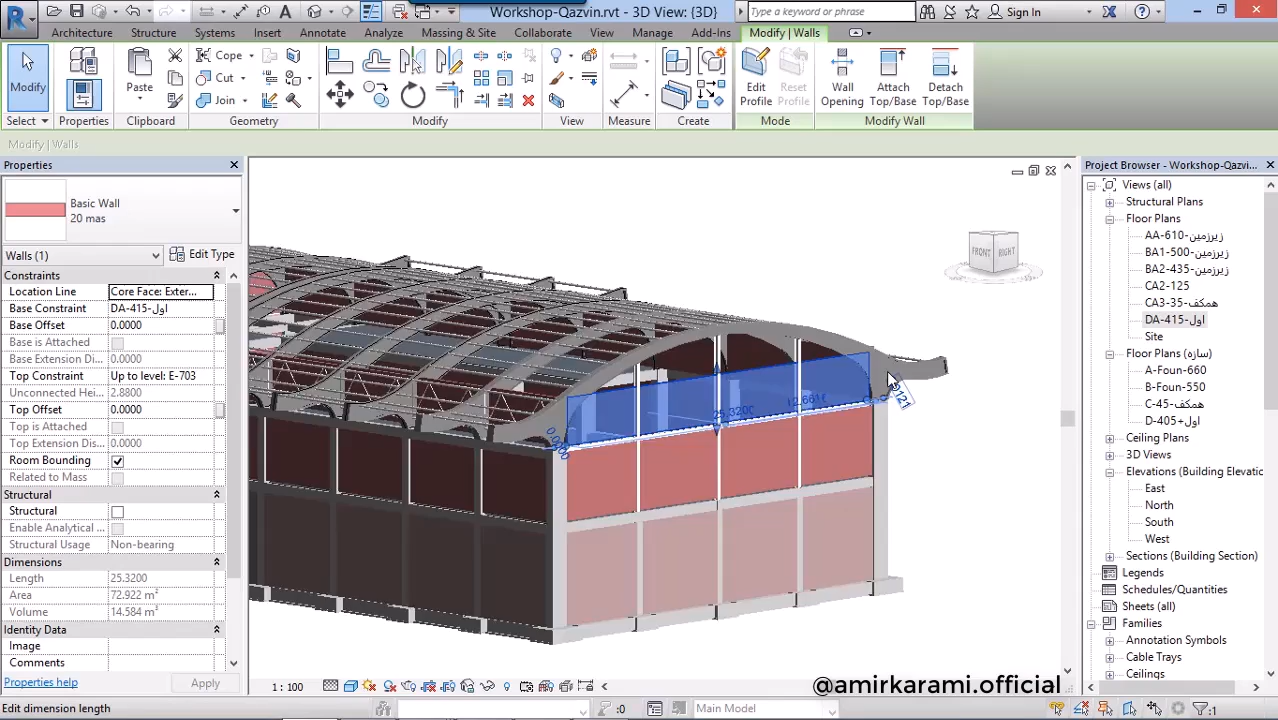 Workshop-Qazvin.rvt - 3D View: {3D}
Type a keyword or phrase
Sign In
Architecture Structure Systems Insert Annotate Analyze Massing & Site Collaborate View Manage Add-Ins Modify | Walls
Modify
Select
Properties
Paste
Clipboard
Cope
Cut
Join
Geometry
Modify
View
Measure
Create
Edit Profile
Reset Profile
Mode
Wall Opening
Attach Top/Base
Detach Top/Base
Modify Wall
Modify | Walls
Properties
Basic Wall
20 mas
Walls (1)
Edit Type
Constraints
Location Line Core Face: Exter...
Base Constraint DA-415-اول
Base Offset 0.0000
Base is Attached
Base Extension Di... 0.0000
Top Constraint Up to level: E-703
Unconnected Hei... 2.8800
Top Offset 0.0000
Top is Attached
Top Extension Di... 0.0000
Room Bounding
Related to Mass
Structural
Structural
Enable Analytical ...
Structural Usage Non-bearing
Dimensions
Length 25.3200
Area 72.922 m²
Volume 14.584 m³
Identity Data
Image
Comments
Properties help
Apply
FRONT RIGHT
0.0000
25.3200
1 : 100
@amirkarami.official
Project Browser - Workshop-Qazvi...
Views (all)
Structural Plans
Floor Plans
AA-610-زیرزمین
BA1-500-زیرزمین
BA2-435-زیرزمین
CA2-125
CA3-35-همکف
DA-415-اول
Site
Floor Plans (سازه)
A-Foun-660
B-Foun-550
C-45-همکف
D-405+اول
Ceiling Plans
3D Views
Elevations (Building Elevatio
East
North
South
West
Sections (Building Section)
Legends
Schedules/Quantities
Sheets (all)
Families
Annotation Symbols
Cable Trays
Ceilings
Edit dimension length
:0
Main Model
:1